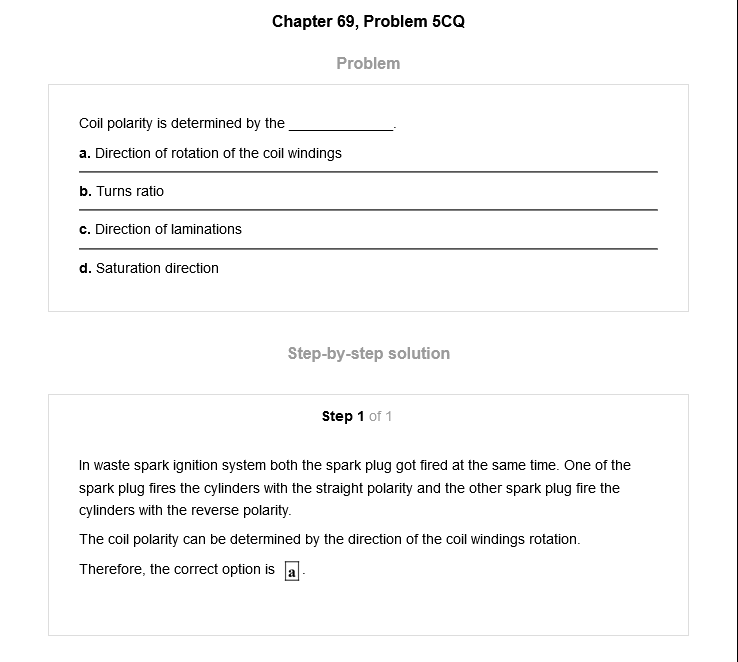 Chapter 69, Problem 5CQ
Problem
Coil polarity is determined by the ______________.
a. Direction of rotation of the coil windings
b. Turns ratio
c. Direction of laminations
d. Saturation direction
Step-by-step solution
Step 1 of 1
In waste spark ignition system both the spark plug got fired at the same time. One of the
spark plug fires the cylinders with the straight polarity and the other spark plug fire the
cylinders with the reverse polarity.
The coil polarity can be determined by the direction of the coil windings rotation.
Therefore, the correct option is a.